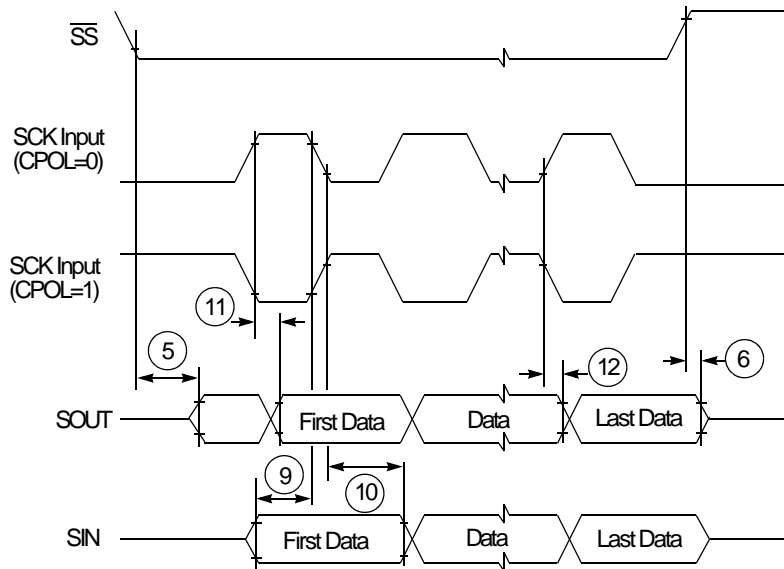 SS
SCK Input
(CPOL=0)
SCK Input
(CPOL=1)
11
5
12
6
SOUT
First Data
Data
Last Data
9
10
SIN
First Data
Data
Last Data